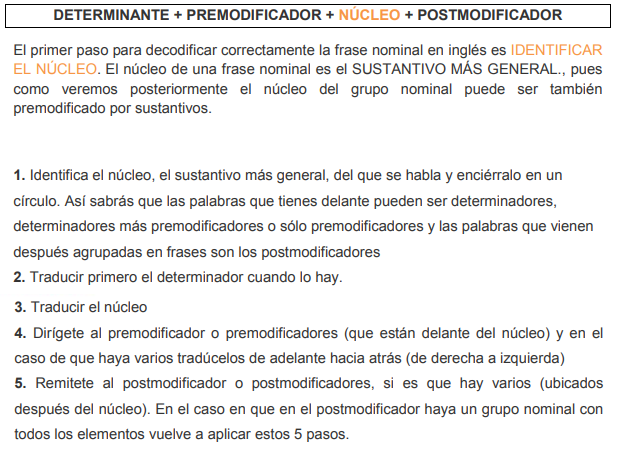 DETERMINANTE + PREMODIFICADOR + NÚCLEO + POSTMODIFICADOR
El primer paso para decodificar correctamente la frase nominal en inglés es IDENTIFICAR
EL NÚCLEO. El núcleo de una frase nominal es el SUSTANTIVO MÁS GENERAL., pues
como veremos posteriormente el núcleo del grupo nominal puede ser también
premodificado por sustantivos.
1. Identifica el núcleo, el sustantivo más general, del que se habla y enciérralo en un
círculo. Así sabrás que las palabras que tienes delante pueden ser determinadores,
determinadores más premodificadores o sólo premodificadores y las palabras que vienen
después agrupadas en frases son los postmodificadores
2. Traducir primero el determinador cuando lo hay.
3. Traducir el núcleo
4. Dirígete al premodificador o premodificadores (que están delante del núcleo) y en el
caso de que haya varios tradúcelos de adelante hacia atrás (de derecha a izquierda)
5. Remitete al postmodificador o postmodificadores, si es que hay varios (ubicados
después del núcleo). En el caso en que en el postmodificador haya un grupo nominal con
todos los elementos vuelve a aplicar estos 5 pasos.